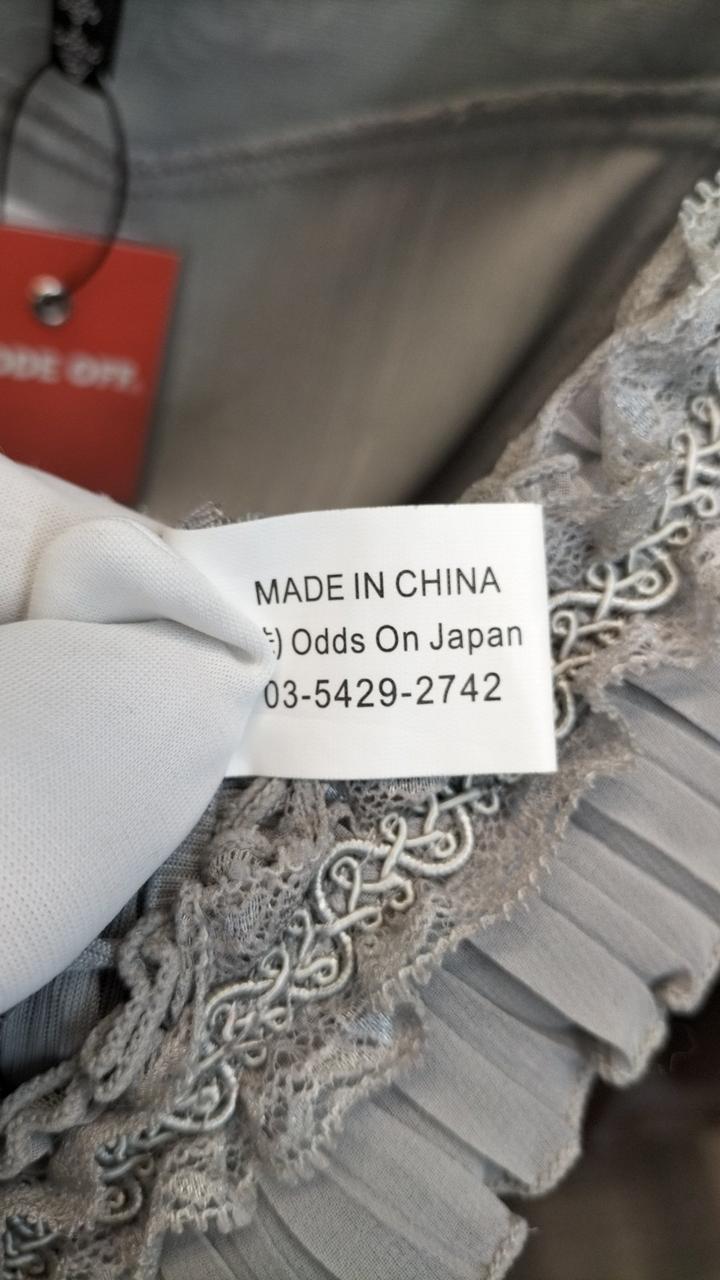 ODE OFF.
MADE IN CHINA
) Odds On Japan
03-5429-2742